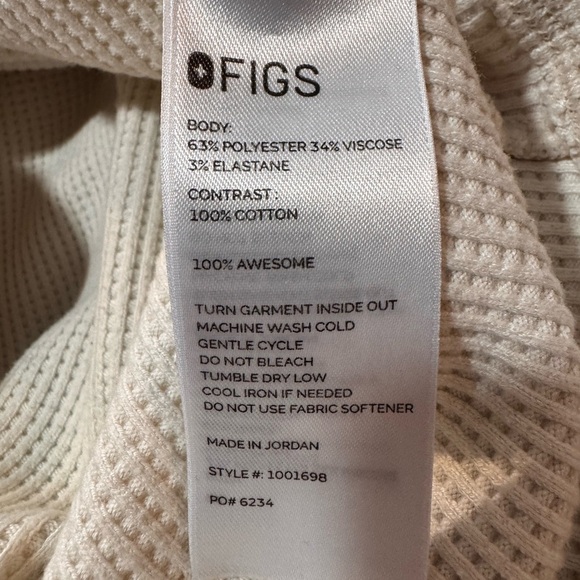 FIGS
BODY:
63% POLYESTER 34% VISCOSE
3% ELASTANE
CONTRAST :
100% COTTON
100% AWESOME
TURN GARMENT INSIDE OUT
MACHINE WASH COLD
GENTLE CYCLE
DO NOT BLEACH
TUMBLE DRY LOW
COOL IRON IF NEEDED
DO NOT USE FABRIC SOFTENER
MADE IN JORDAN
STYLE #: 1001698
PO# 6234